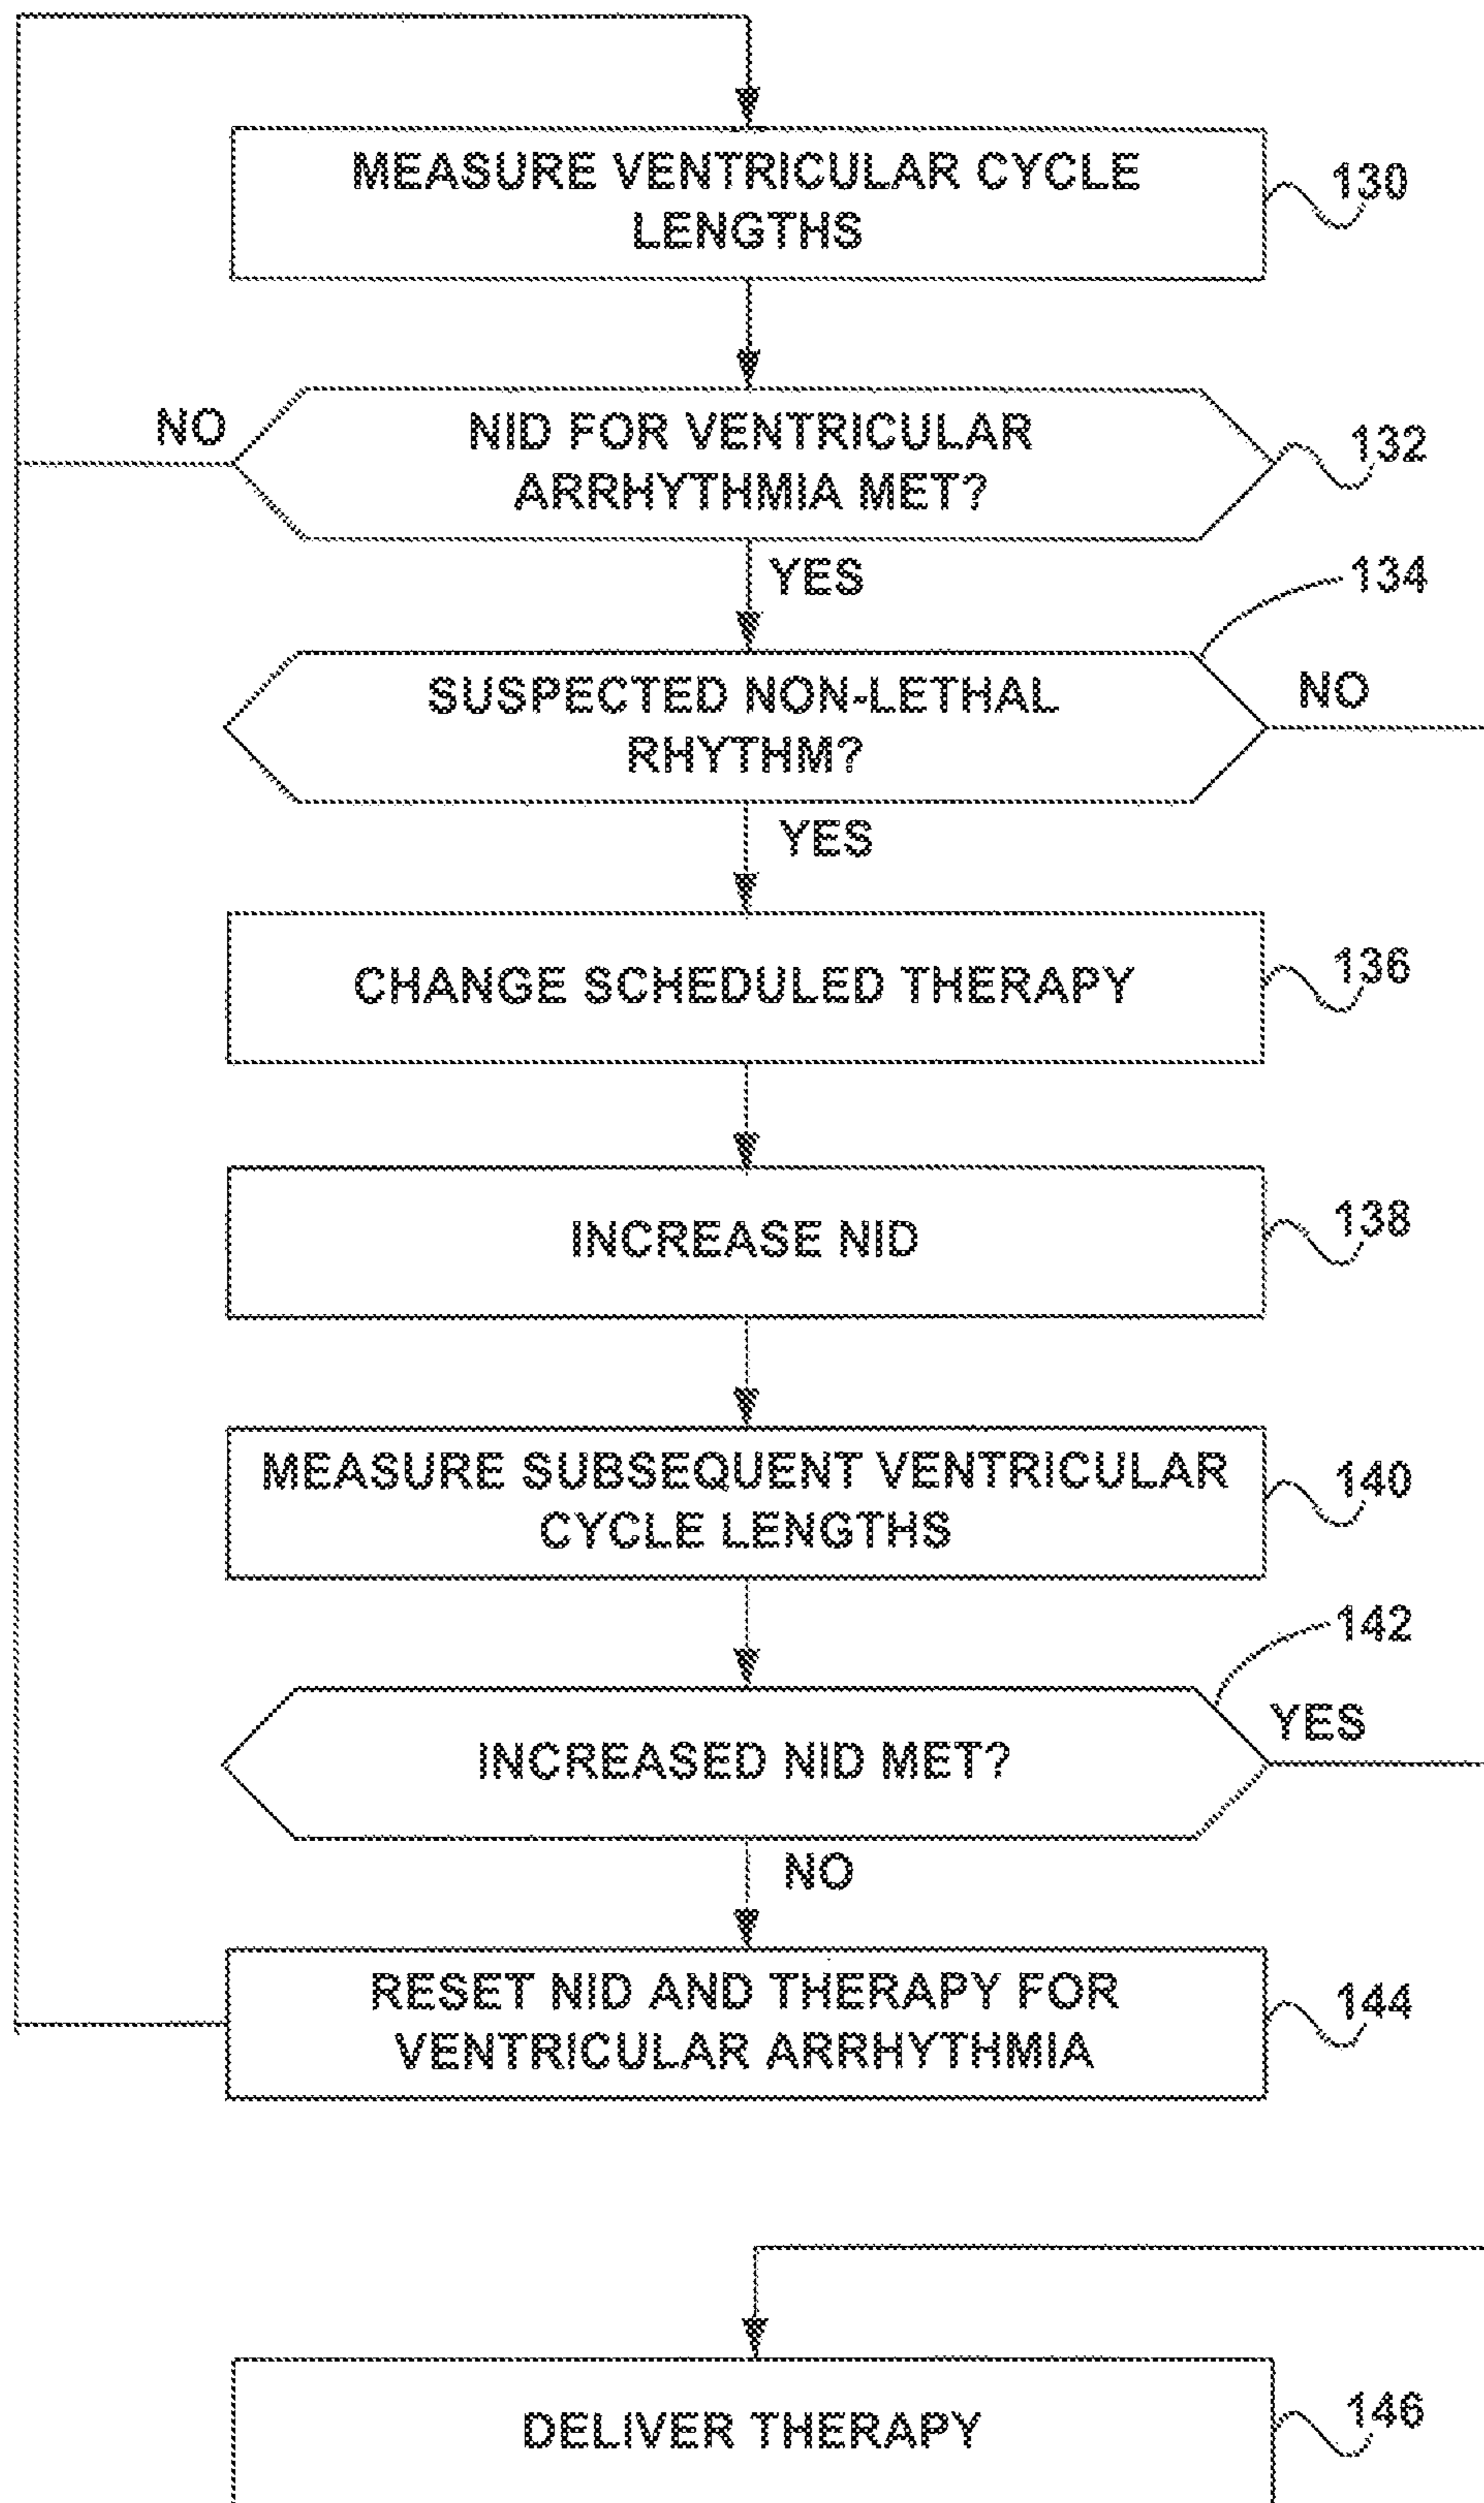 MEASURE VENTRICULAR CYCLE
LENGTHS
130
NO
NID FOR VENTRICULAR
ARRHYTHMIA MET?
132
YES
134
SUSPECTED NON-LETHAL
RHYTHM?
NO
YES
CHANGE SCHEDULED THERAPY
136
INCREASE NID
138
MEASURE SUBSEQUENT VENTRICULAR
CYCLE LENGTHS
140
142
YES
INCREASED NID MET?
NO
RESET NID AND THERAPY FOR
VENTRICULAR ARRHYTHMIA
144
DELIVER THERAPY
146